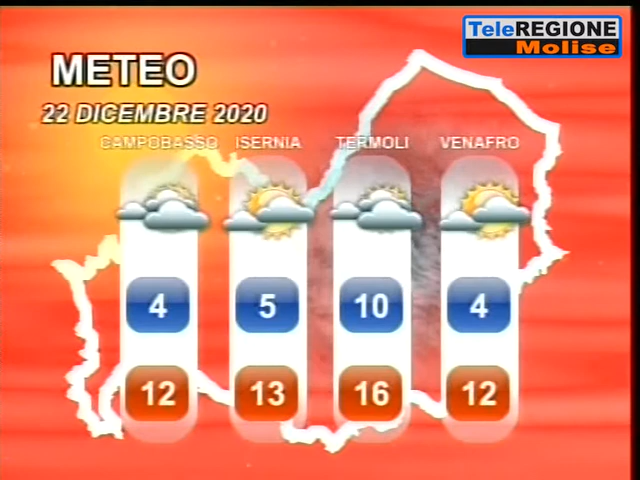 TeleREGIONE
Molise
METEO
22 DICEMBRE 2020
CAMPOBASSO ISERNIA TERMOLI VENAFRO
4 5 10 4
12 13 16 12